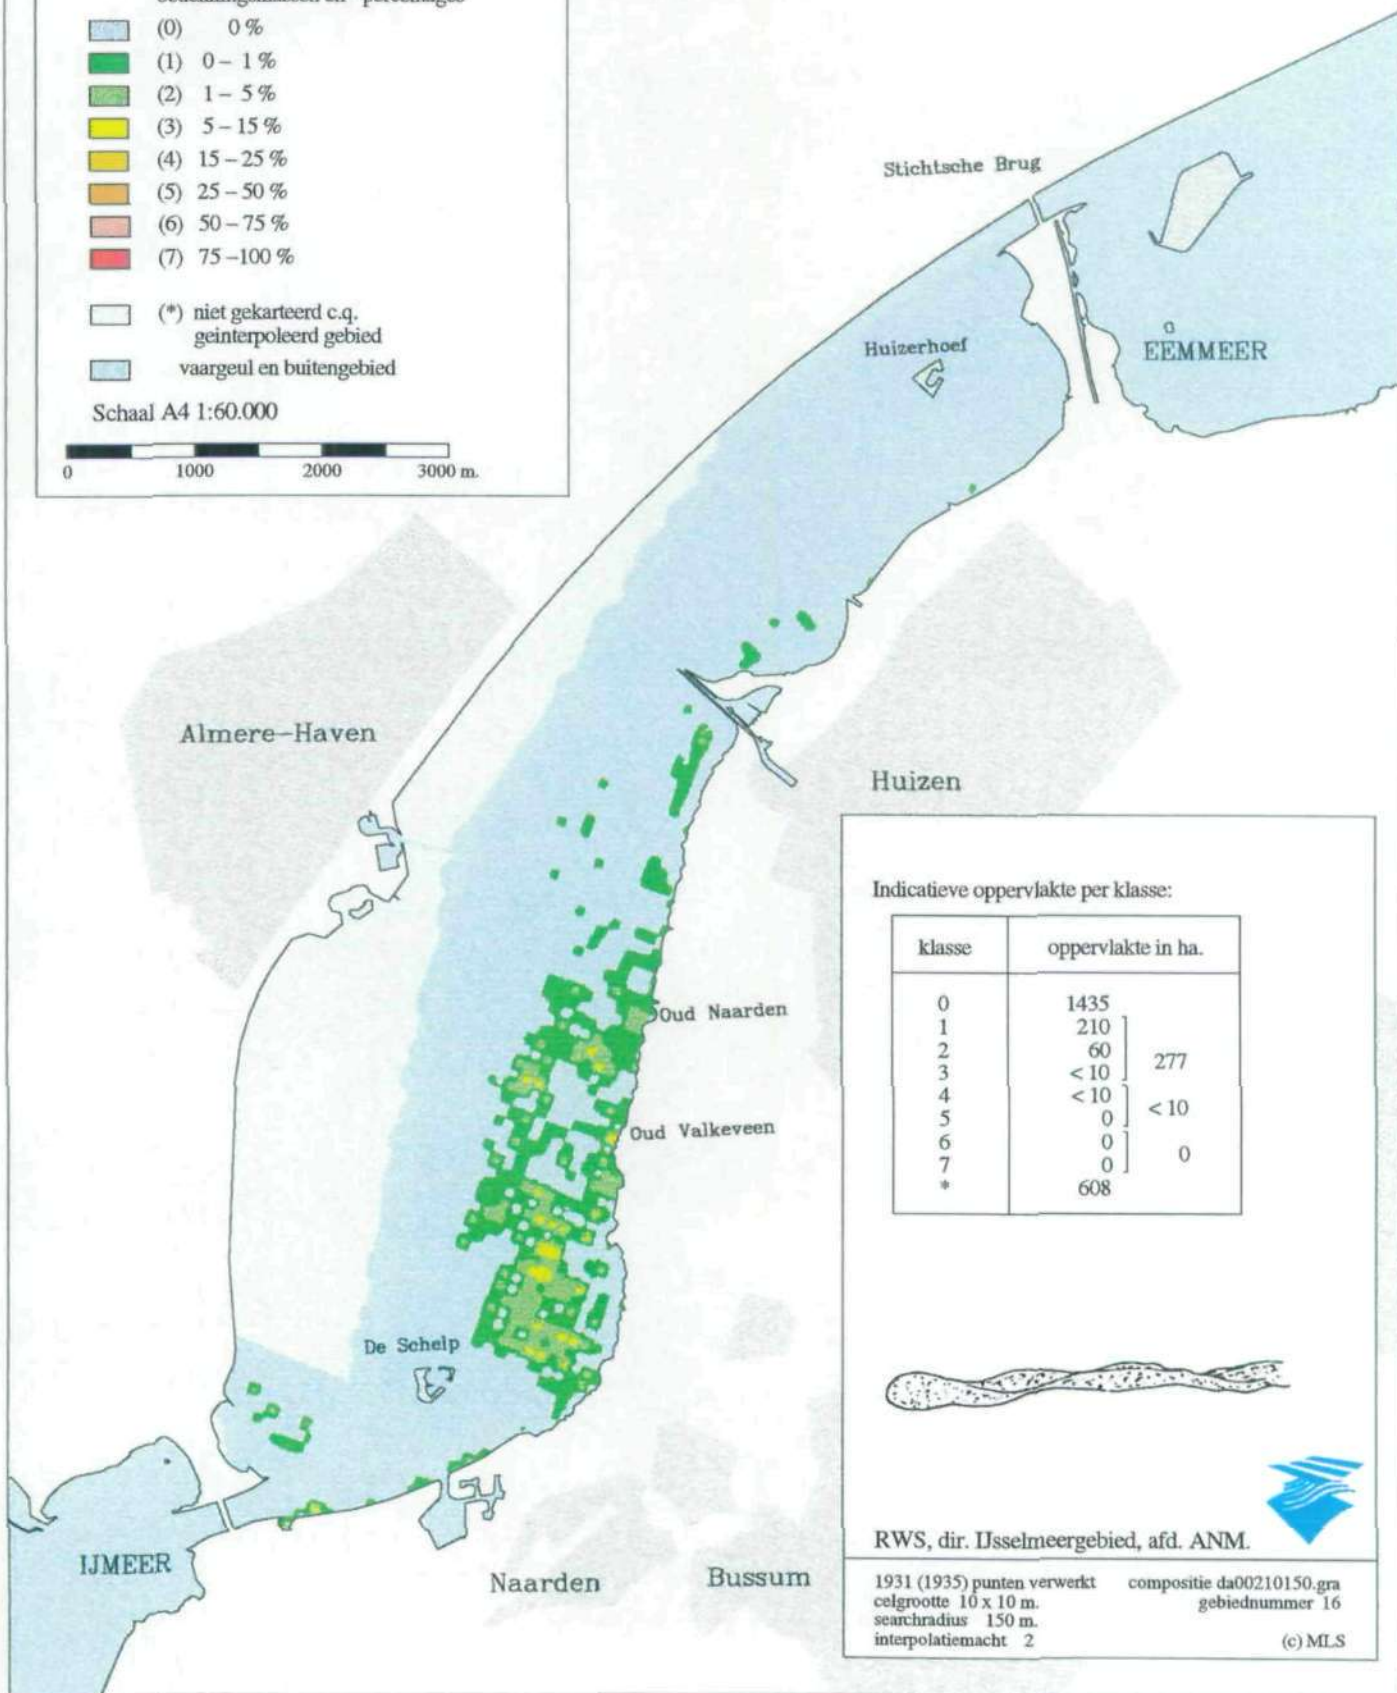 (0) 0 %
(1) 0 – 1 %
(2) 1 – 5 %
(3) 5 – 15 %
(4) 15 – 25 %
(5) 25 – 50 %
(6) 50 – 75 %
(7) 75 –100 %
(*) niet gekarteerd c.q.
geinterpoleerd gebied
vaargeul en buitengebied
Schaal A4 1:60.000
0 1000 2000 3000 m.
Stichtsche Brug
Huizerhoef
EEMMEER
Almere-Haven
Huizen
Oud Naarden
Oud Valkeveen
De Schelp
IJMEER
Naarden
Bussum
Indicatieve oppervlakte per klasse:
klasse oppervlakte in ha.
0 1435
1 210
2 60
3 < 10
277
4 < 10
5 0
< 10
6 0
7 0
0
* 608
RWS, dir. IJsselmeergebied, afd. ANM.
1931 (1935) punten verwerkt compositie da00210150.gra
celgrootte 10 x 10 m. gebiednummer 16
searchradius 150 m.
interpolatiemacht 2 (c) MLS